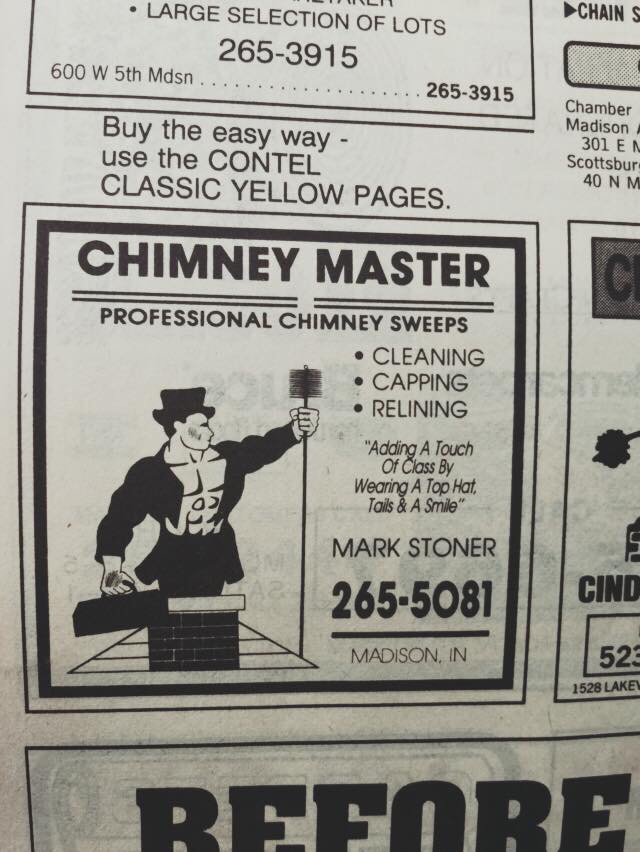 • LARGE SELECTION OF LOTS
265-3915
600 W 5th Mdsn . . . . . . . . . . . . . . . . . . . . 265-3915
Buy the easy way -
use the CONTEL
CLASSIC YELLOW PAGES.
CHIMNEY MASTER
PROFESSIONAL CHIMNEY SWEEPS
• CLEANING
• CAPPING
• RELINING
"Adding A Touch
Of Class By
Wearing A Top Hat,
Tails & A Smile"
MARK STONER
265-5081
MADISON, IN
BEFORE
▶CHAIN
Chamber
Madison
301 E
Scottsburg
40 N
523
1528